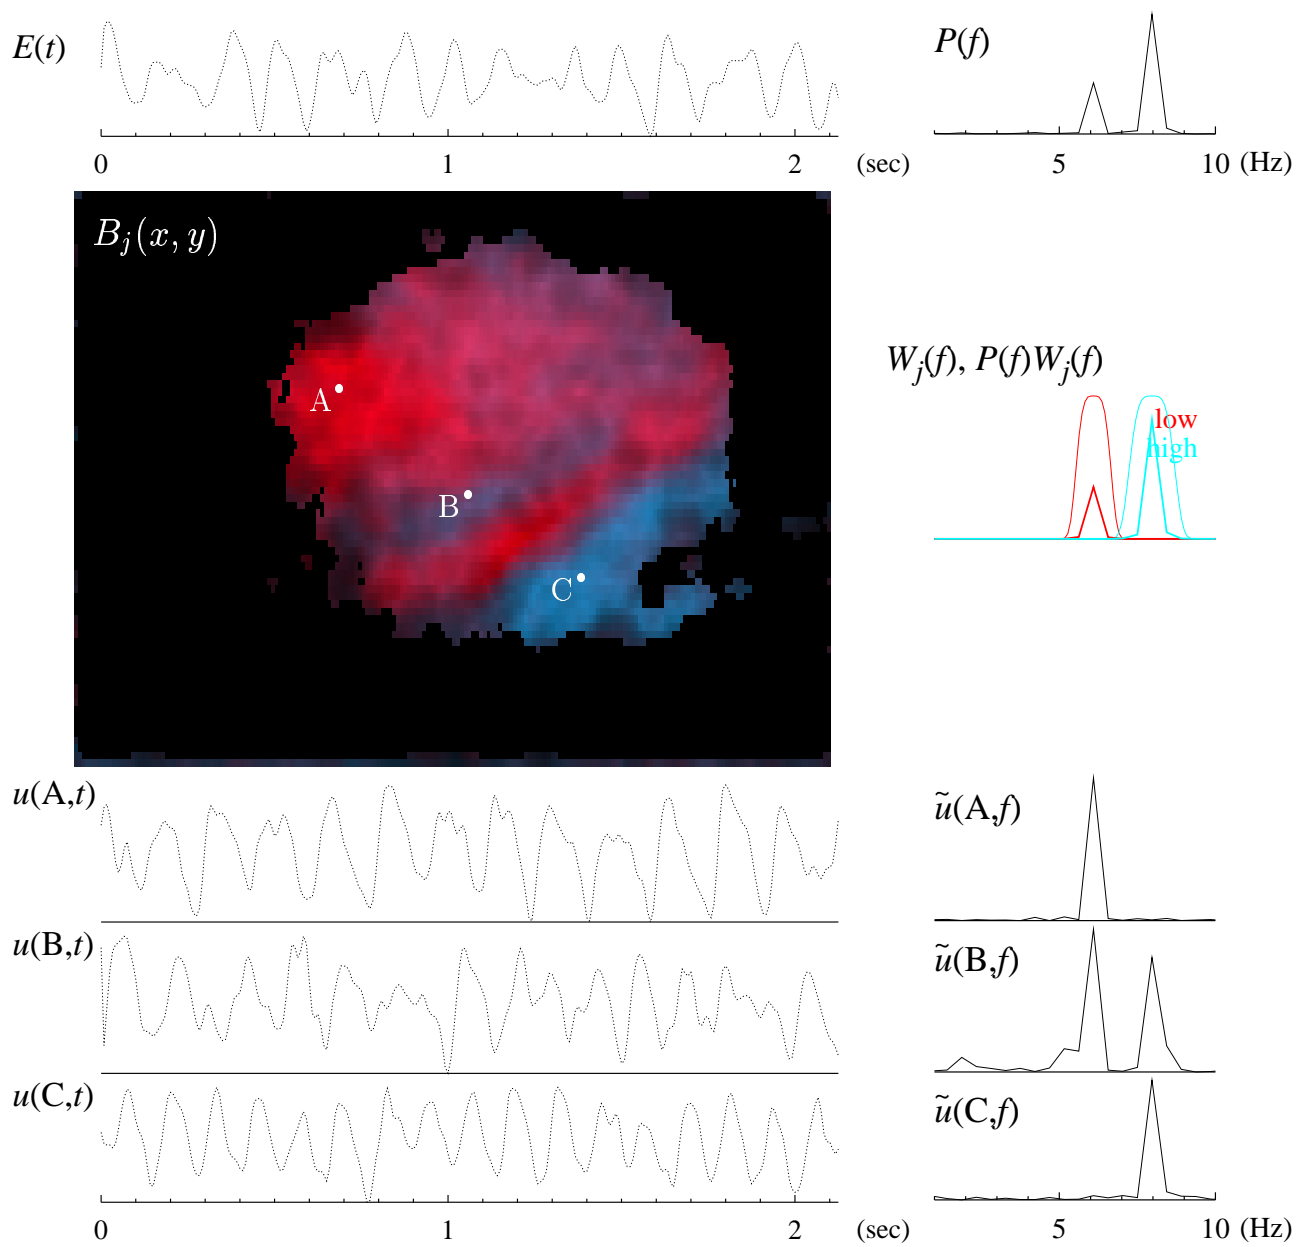 E(t)
P(f)
0 1 2 (sec)
5 10 (Hz)
B_j(x, y)
W_j(f), P(f)W_j(f)
low
high
A
B
C
u(A,t)
ũ(A,f)
u(B,t)
ũ(B,f)
u(C,t)
ũ(C,f)
0 1 2 (sec)
5 10 (Hz)